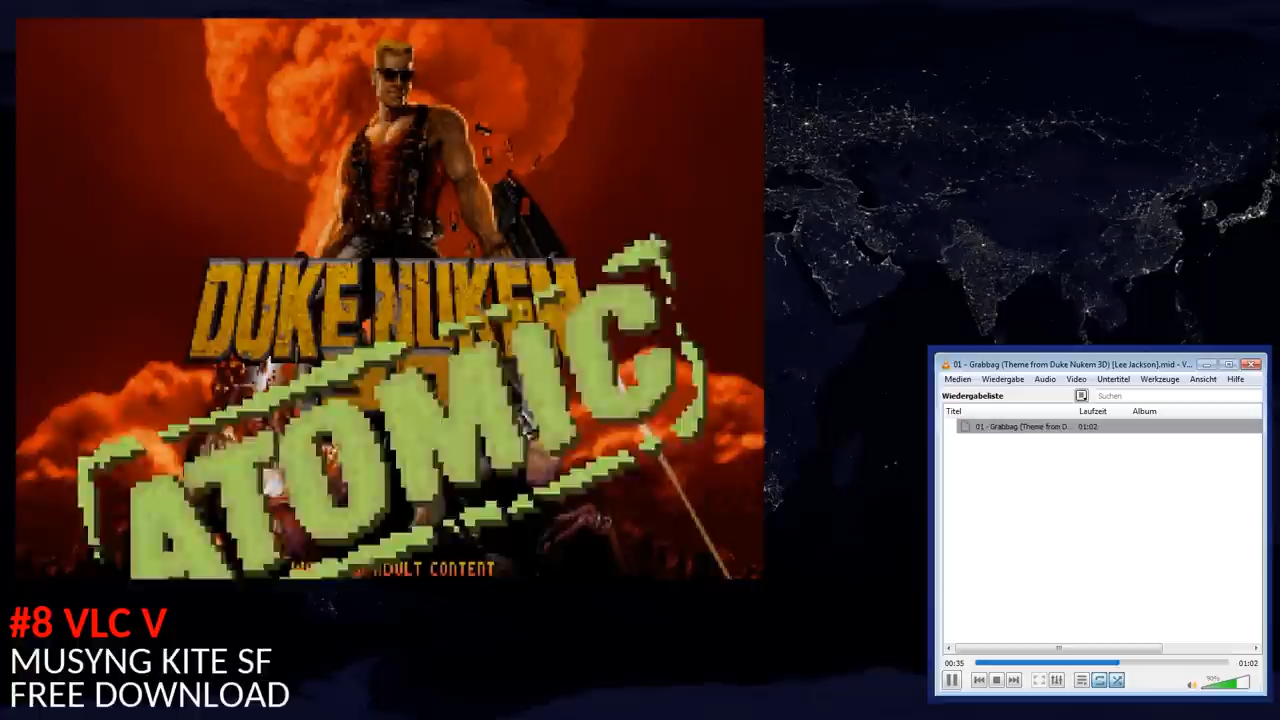 DUKE NUKEM
ATOMIC
ADULT CONTENT
#8 VLC V
MUSYNG KITE SF
FREE DOWNLOAD
01 - Grabbag (Theme from Duke Nukem 3D) [Lee Jackson].mid - V...
Medien Wiedergabe Audio Video Untertitel Werkzeuge Ansicht Hilfe
Wiedergabeliste Suchen
Titel Laufzeit Album
01 - Grabbag (Theme from D... 01:02
00:35 01:02
90%